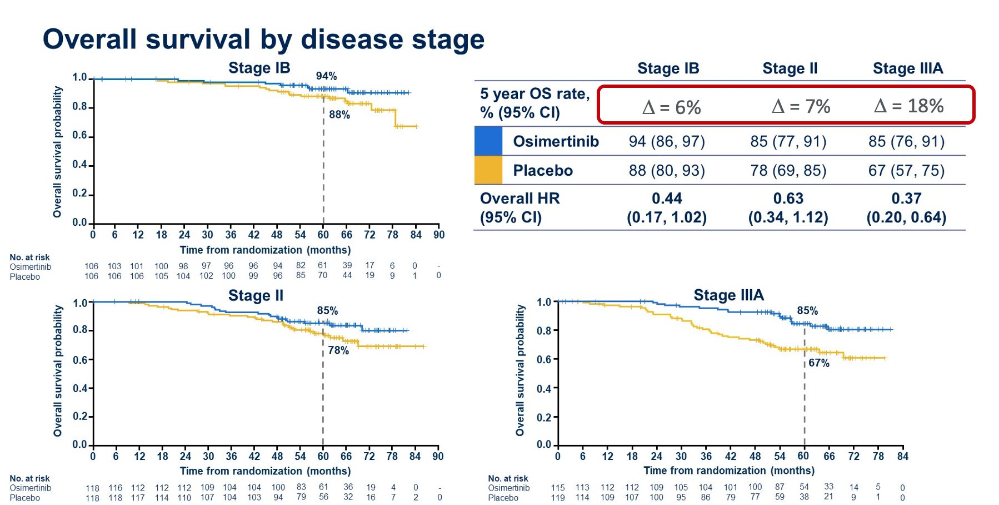 Overall survival by disease stage
Stage IB
1.0
0.8
0.6
0.4
0.2
0.0
Overall survival probability
94%
88%
0 6 12 18 24 30 36 42 48 54 60 66 72 78 84 90
Time from randomization (months)
No. at risk
Osimertinib 106 103 101 100 98 97 96 96 94 82 61 39 17 6 0 -
Placebo 106 106 106 105 104 102 100 99 96 85 70 44 19 9 1 0
Stage IB Stage II Stage IIIA
5 year OS rate,
% (95% CI)
Δ = 6% Δ = 7% Δ = 18%
Osimertinib 94 (86, 97) 85 (77, 91) 85 (76, 91)
Placebo 88 (80, 93) 78 (69, 85) 67 (57, 75)
Overall HR 0.44 0.63 0.37
(95% CI) (0.17, 1.02) (0.34, 1.12) (0.20, 0.64)
Stage II
1.0
0.8
0.6
0.4
0.2
0.0
Overall survival probability
85%
78%
0 6 12 18 24 30 36 42 48 54 60 66 72 78 84 90
Time from randomization (months)
No. at risk
Osimertinib 118 116 112 112 112 109 104 104 100 83 61 36 19 4 0 -
Placebo 118 118 117 114 110 107 104 103 94 79 56 32 16 7 2 0
Stage IIIA
1.0
0.8
0.6
0.4
0.2
0.0
Overall survival probability
85%
67%
0 6 12 18 24 30 36 42 48 54 60 66 72 78 84
Time from randomization (months)
No. at risk
Osimertinib 115 113 112 112 109 105 104 101 100 87 54 33 14 5 0
Placebo 119 114 109 107 100 95 86 79 77 59 38 21 9 1 0